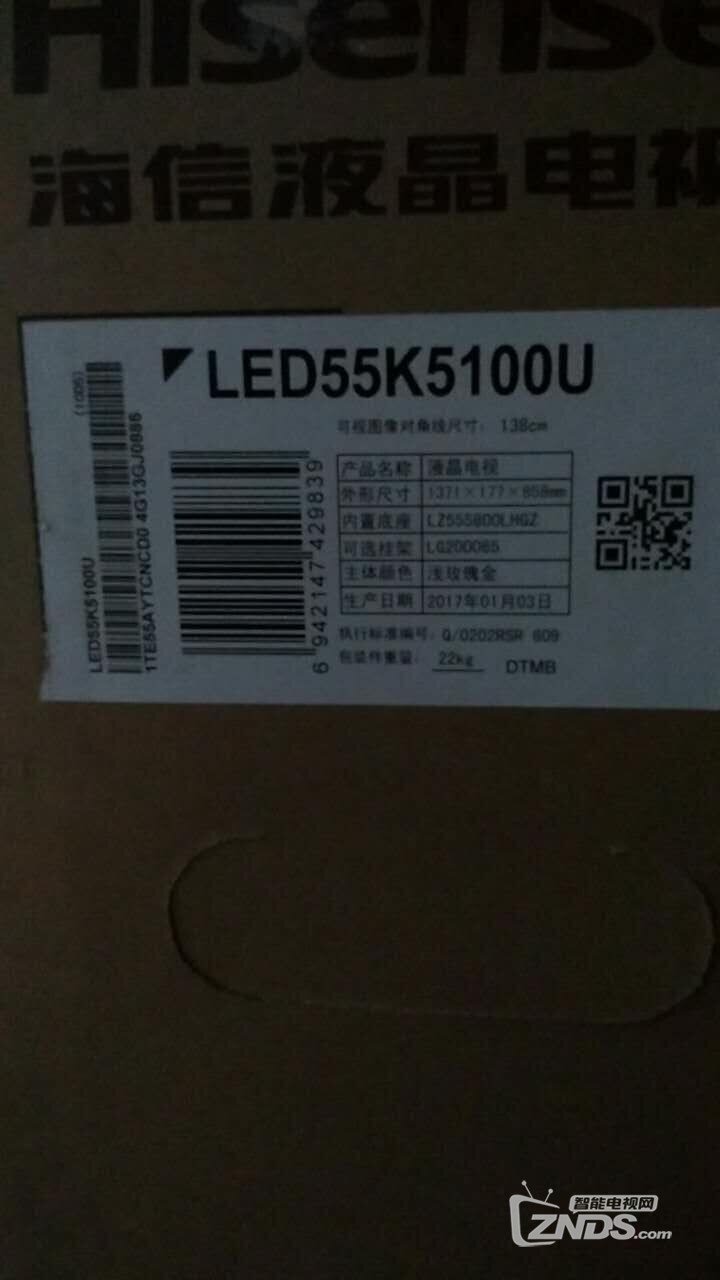 Hisense
海信液晶电视
LED55K5100U
可视图像对角线尺寸: 138cm
产品名称 液晶电视
外形尺寸 1371×177×858mm
内置底座
可选挂架 LG200065
主体颜色 浅玫瑰金
生产日期 2017年01月03日
执行标准编号: Q/0202RSR 609
包装件重量: 22kg DTMB
6 942147 429839
(1005)
LED55K5100U
智能电视网
ZNDS.com